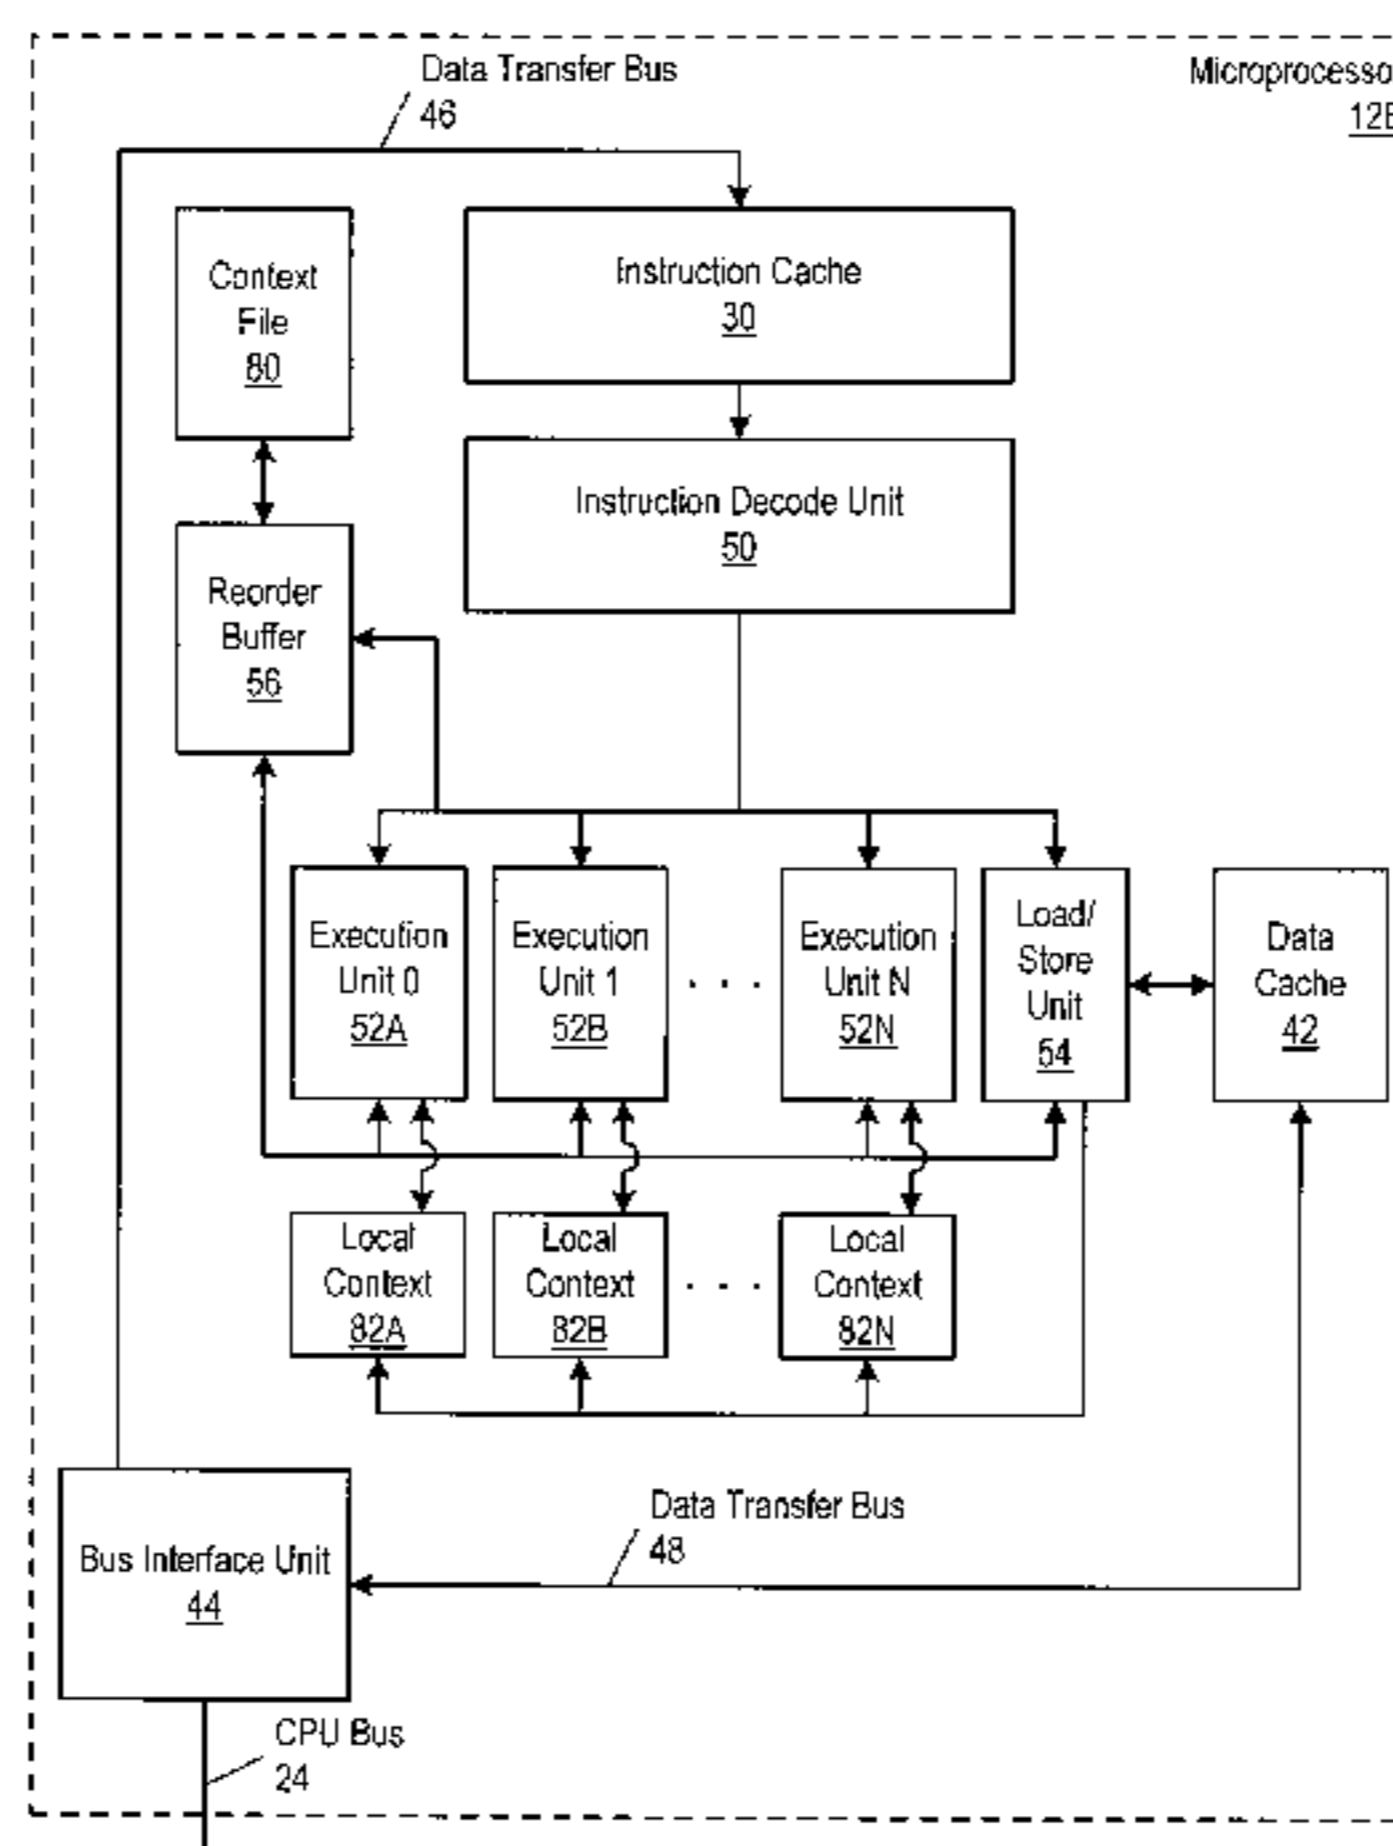 Data Transfer Bus
46
Microprocesso
12B
Context
File
80
Instruction Cache
30
Instruction Decode Unit
50
Reorder
Buffer
56
Execution
Unit 0
52A
Execution
Unit 1
52B
. . .
Execution
Unit N
52N
Load/
Store
Unit
54
Data
Cache
42
Local
Context
82A
Local
Context
82B
. . .
Local
Context
82N
Bus Interface Unit
44
Data Transfer Bus
48
CPU Bus
24